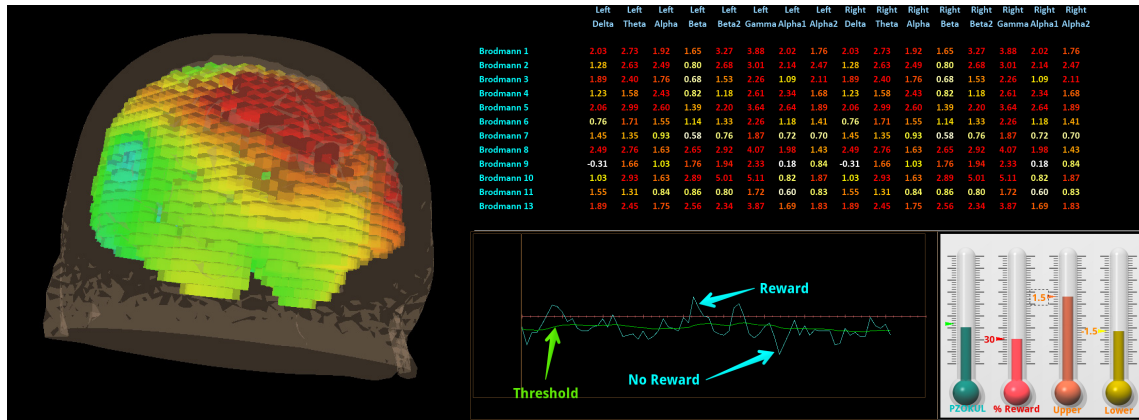 Left Left Left Left Left Left Left Left Right Right Right Right Right Right Right Right
Delta Theta Alpha Beta Beta2 Gamma Alpha1 Alpha2 Delta Theta Alpha Beta Beta2 Gamma Alpha1 Alpha2
Brodmann 1 2.03 2.73 1.92 1.65 3.27 3.88 2.02 1.76 2.03 2.73 1.92 1.65 3.27 3.88 2.02 1.76
Brodmann 2 1.28 2.63 2.49 0.80 2.68 3.01 2.14 2.47 1.28 2.63 2.49 0.80 2.68 3.01 2.14 2.47
Brodmann 3 1.89 2.40 1.76 0.68 1.53 2.26 1.09 2.11 1.89 2.40 1.76 0.68 1.53 2.26 1.09 2.11
Brodmann 4 1.23 1.58 2.43 0.82 1.18 2.61 2.34 1.68 1.23 1.58 2.43 0.82 1.18 2.61 2.34 1.68
Brodmann 5 2.06 2.99 2.60 1.39 2.20 3.64 2.64 1.89 2.06 2.99 2.60 1.39 2.20 3.64 2.64 1.89
Brodmann 6 0.76 1.71 1.55 1.14 1.33 2.26 1.18 1.41 0.76 1.71 1.55 1.14 1.33 2.26 1.18 1.41
Brodmann 7 1.45 1.35 0.93 0.58 0.76 1.87 0.72 0.70 1.45 1.35 0.93 0.58 0.76 1.87 0.72 0.70
Brodmann 8 2.49 2.76 1.63 2.65 2.92 4.07 1.98 1.43 2.49 2.76 1.63 2.65 2.92 4.07 1.98 1.43
Brodmann 9 -0.31 1.66 1.03 1.76 1.94 2.33 0.18 0.84 -0.31 1.66 1.03 1.76 1.94 2.33 0.18 0.84
Brodmann 10 1.03 2.93 1.63 2.89 5.01 5.11 0.82 1.87 1.03 2.93 1.63 2.89 5.01 5.11 0.82 1.87
Brodmann 11 1.55 1.31 0.84 0.86 0.80 1.72 0.60 0.83 1.55 1.31 0.84 0.86 0.80 1.72 0.60 0.83
Brodmann 13 1.89 2.45 1.75 2.56 2.34 3.87 1.69 1.83 1.89 2.45 1.75 2.56 2.34 3.87 1.69 1.83
Reward
Threshold
No Reward
30
1.5
1.5
PZOKUL % Reward Upper Lower